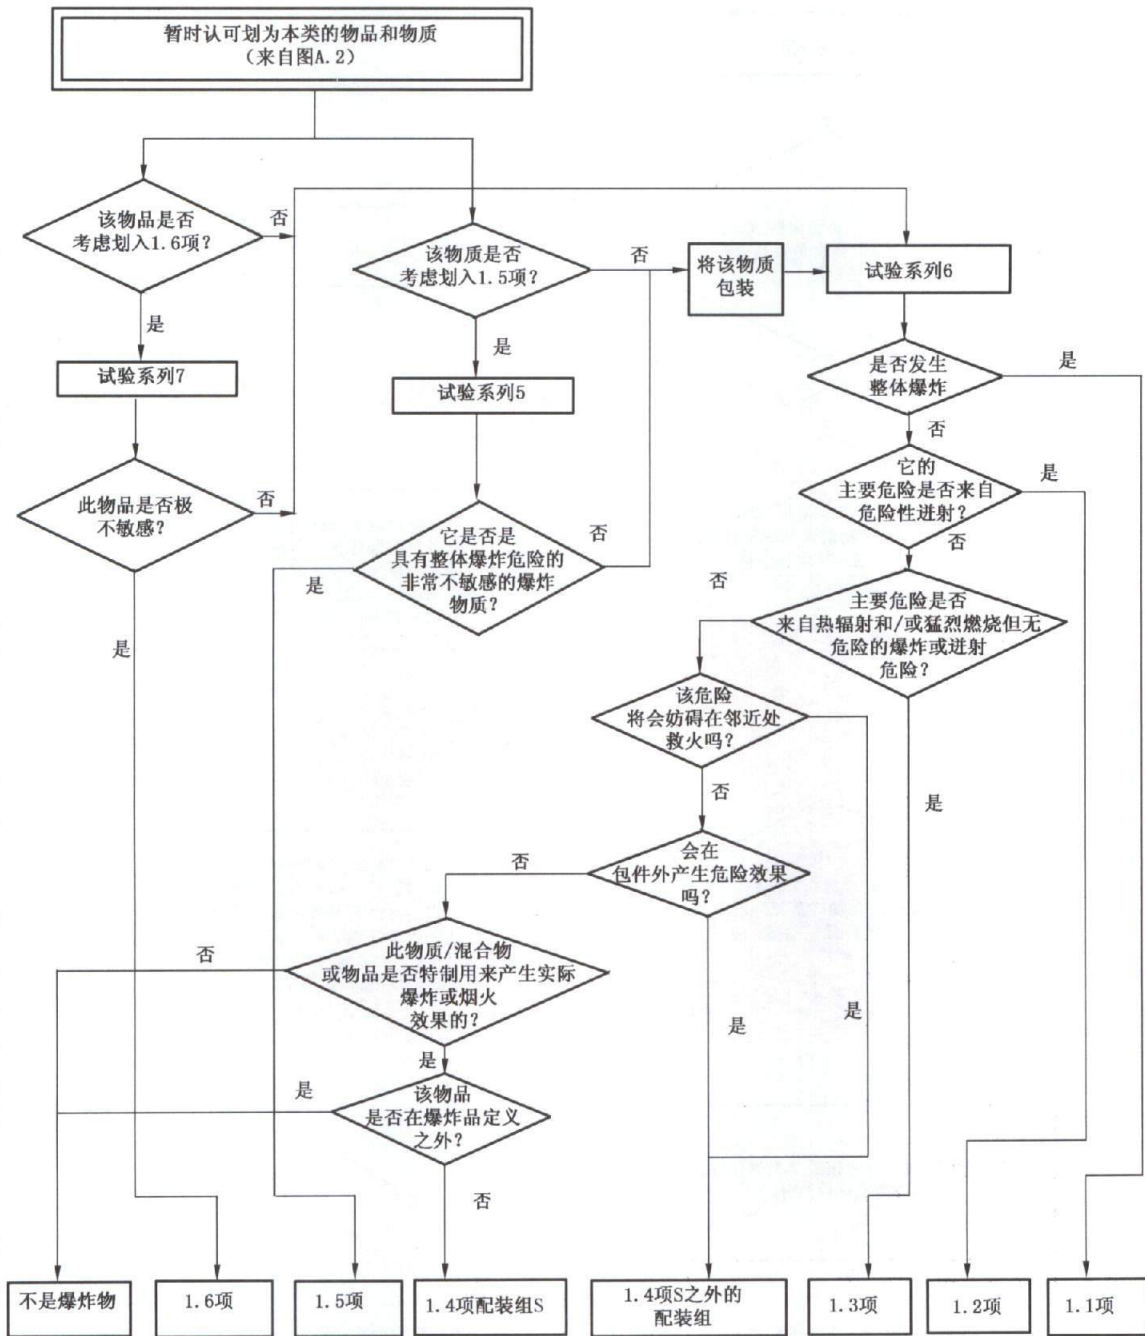 暂时认可划为本类的物品和物质
（来自图A.2）
该物品是否
考虑划入1.6项？
否
是
试验系列7
此物品是否极
不敏感？
否
是
该物质是否
考虑划入1.5项？
否
是
试验系列5
它是否是
具有整体爆炸危险的
非常不敏感的爆炸
物质？
否
是
将该物质
包装
试验系列6
是否发生
整体爆炸
是
否
它的
主要危险是否来自
危险性迸射？
是
否
主要危险是否
来自热辐射和/或猛烈燃烧但无
危险的爆炸或迸射
危险？
否
是
该危险
将会妨碍在邻近处
救火吗？
否
是
会在
包件外产生危险效果
吗？
否
是
此物质/混合物
或物品是否特制用来产生实际
爆炸或烟火
效果的？
否
是
该物品
是否在爆炸品定义
之外？
是
否
不是爆炸物
1.6项
1.5项
1.4项配装组S
1.4项S之外的
配装组
1.3项
1.2项
1.1项